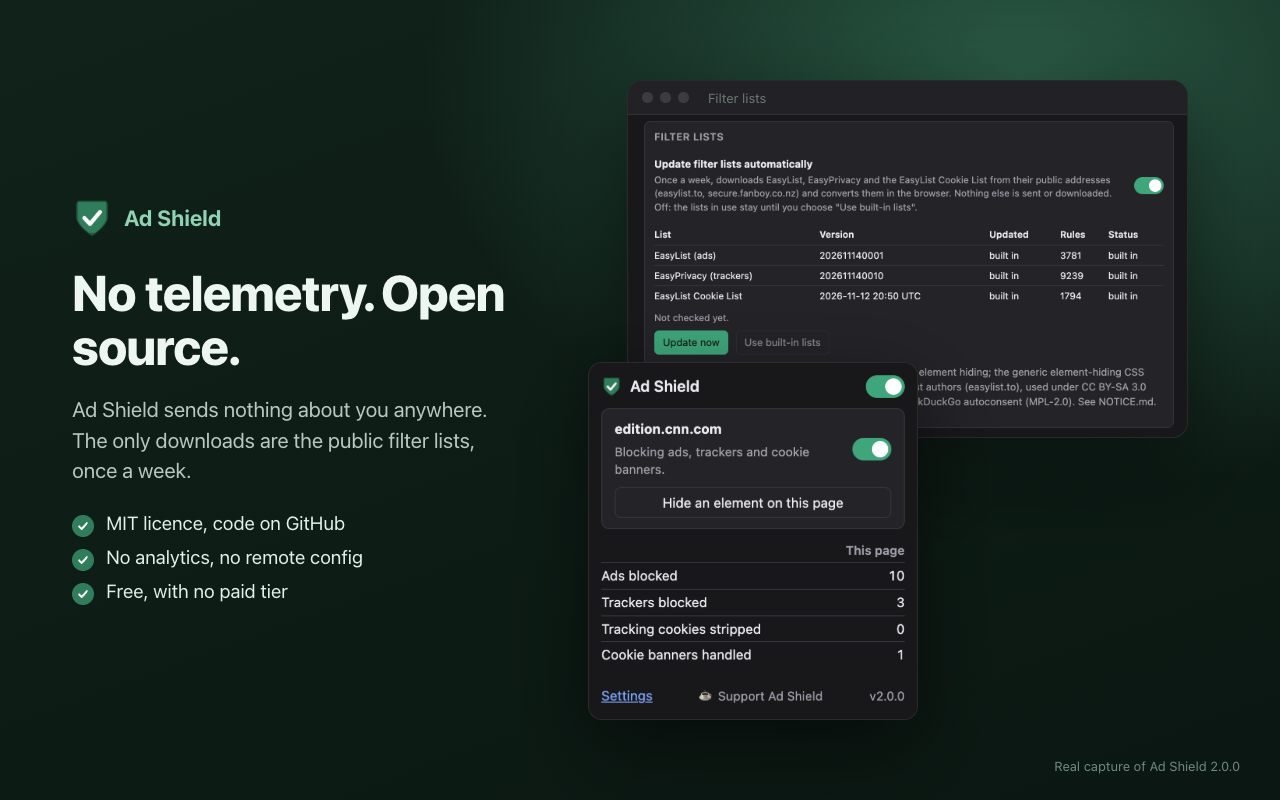 Ad Shield
No telemetry. Open
source.
Ad Shield sends nothing about you anywhere.
The only downloads are the public filter lists,
once a week.
MIT licence, code on GitHub
No analytics, no remote config
Free, with no paid tier
Filter lists
FILTER LISTS
Update filter lists automatically
Once a week, downloads EasyList, EasyPrivacy and the EasyList Cookie List from their public addresses
(easylist.to, secure.fanboy.co.nz) and converts them in the browser. Nothing else is sent or downloaded.
Off: the lists in use stay until you choose "Use built-in lists".
List Version Updated Rules Status
EasyList (ads) 202611140001 built in 3781 built in
EasyPrivacy (trackers) 202611140010 built in 9239 built in
EasyList Cookie List 2026-11-12 20:50 UTC built in 1794 built in
Not checked yet.
Update now Use built-in lists
element hiding; the generic element-hiding CSS
authors (easylist.to), used under CC BY-SA 3.0
kDuckGo autoconsent (MPL-2.0). See NOTICE.md.
Ad Shield
edition.cnn.com
Blocking ads, trackers and cookie
banners.
Hide an element on this page
This page
Ads blocked 10
Trackers blocked 3
Tracking cookies stripped 0
Cookie banners handled 1
Settings Support Ad Shield v2.0.0
Real capture of Ad Shield 2.0.0